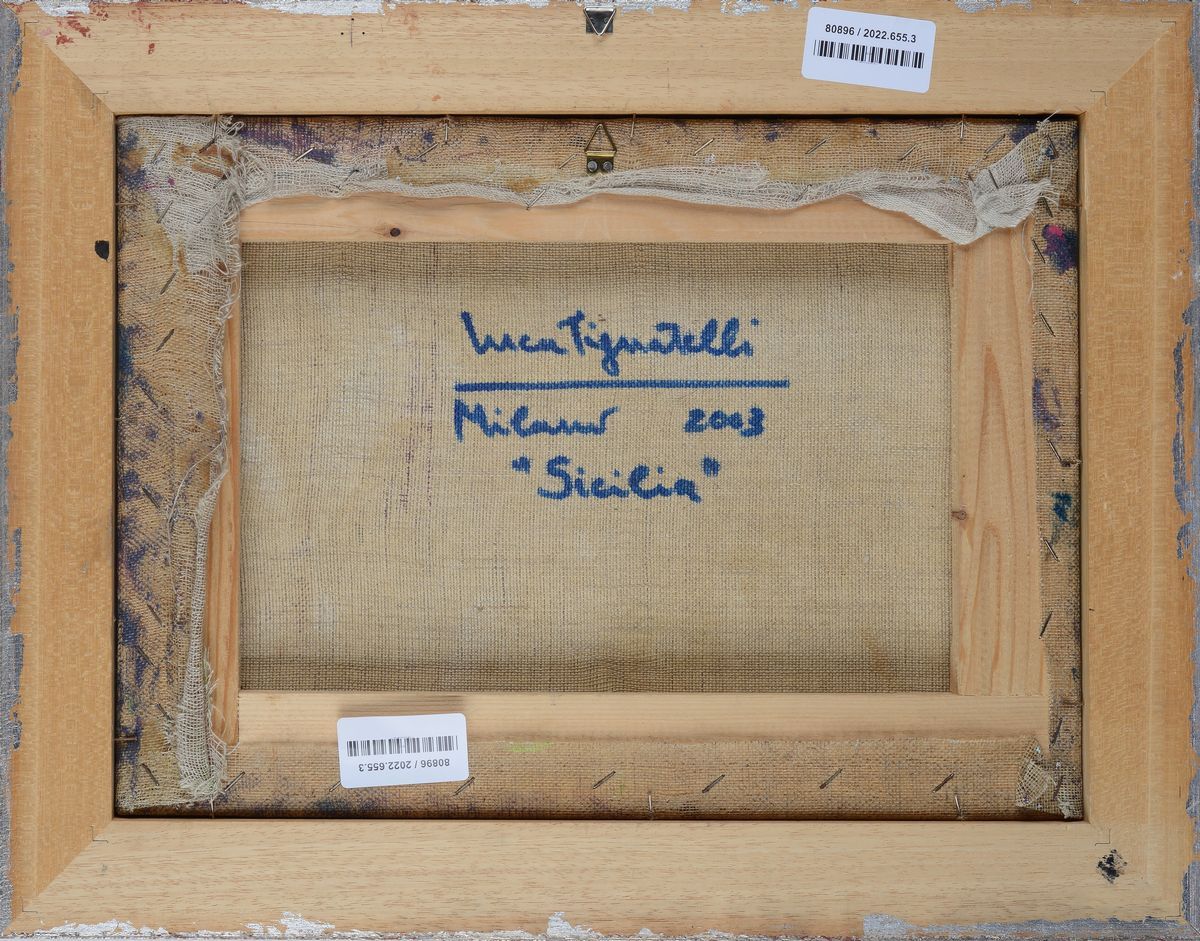 80896 / 2022.655.3
Luca Pignatelli
Milano 2003
"Sicilia"
80896 / 2022.655.3